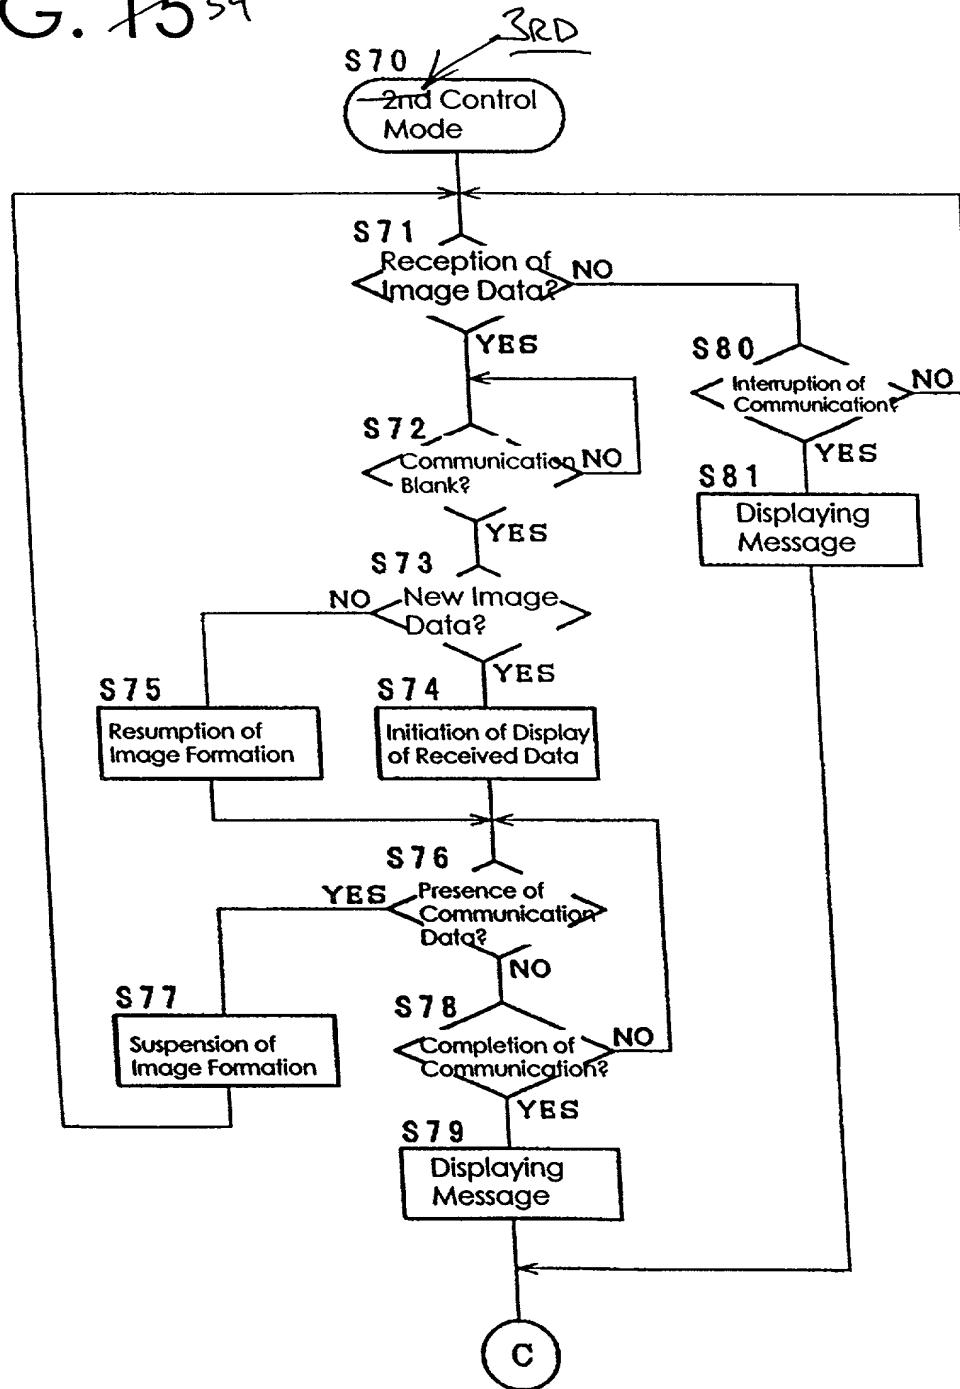 G. 15
3RD
S70
2nd Control
Mode
S71
Reception of
Image Data?
NO
YES
S80
Interruption of
Communication?
NO
YES
S72
Communication
Blank?
NO
YES
S81
Displaying
Message
S73
New Image
Data?
NO
YES
S75
Resumption of
Image Formation
S74
Initiation of Display
of Received Data
S76
Presence of
Communication
Data?
YES
NO
S77
Suspension of
Image Formation
S78
Completion of
Communication?
NO
YES
S79
Displaying
Message
C